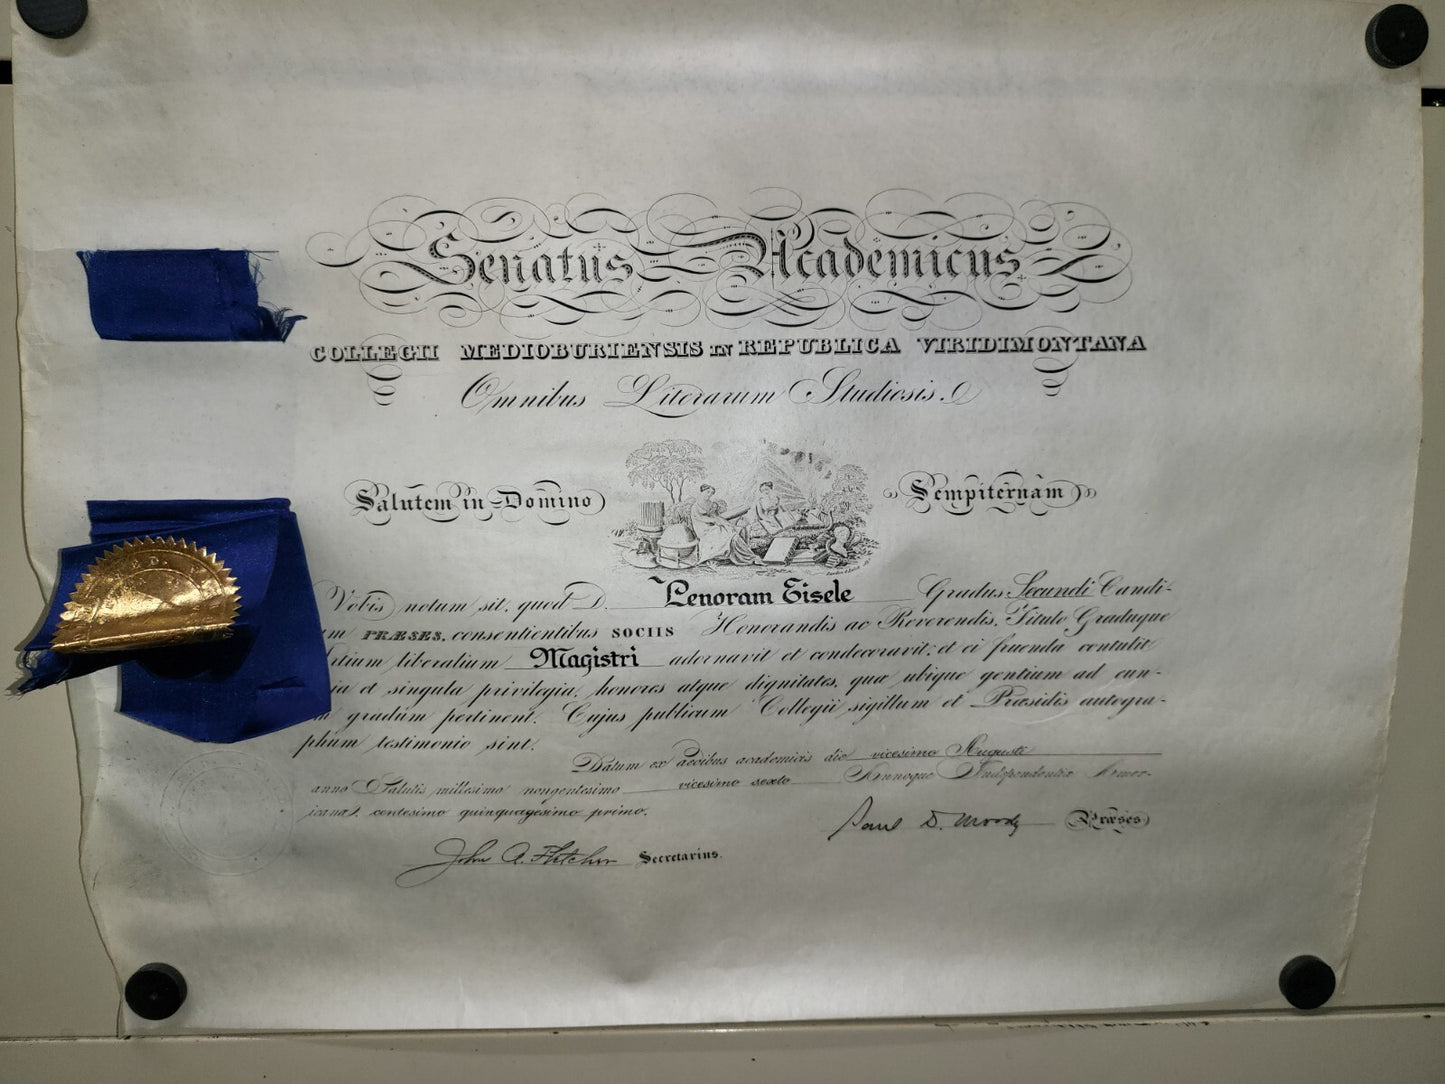 Senatus Academicus
COLLEGII MEDIOBURIENSIS IN REPUBLICA VIRIDIMONTANA
Omnibus Literarum Studiosis.
Salutem in Domino Sempiternam
Vobis notum sit, quod D. Lenoram Eisele Gradus Secundi Candi-
um PRÆSES, consentientibus SOCIIS Honorandis ac Reverendis, Titulo Graduque
tium liberalium Magistri adornavit et condecoravit; et ei fruenda contulit
ia et singula privilegia, honores atque dignitates, quæ ubique gentium ad eun-
gradum pertinent. Cujus publicum Collegii sigillum et Præsidis autogra-
phum testimonio sint.
Datum ex ædibus academicis die vicesimo Augusti
anno Salutis millesimo nongentesimo vicesimo sexto Annoque Independentiæ Amer-
icanæ, centesimo quinquagesimo primo.
Paul D. Moody Præses
John A. Fletcher Secretarius.